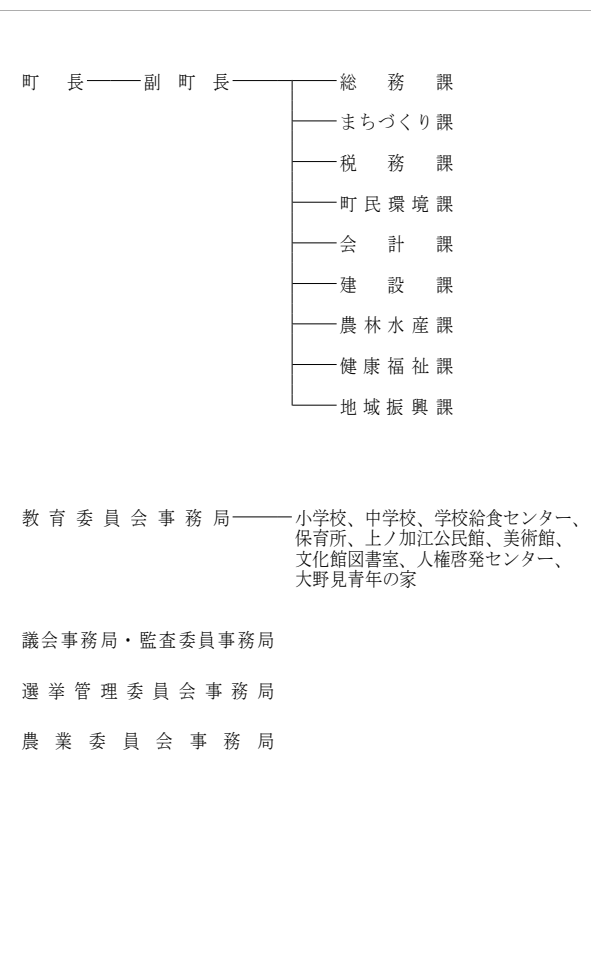 町長 副町長 総務課
まちづくり課
税務課
町民環境課
会計課
建設課
農林水産課
健康福祉課
地域振興課
教育委員会事務局 小学校、中学校、学校給食センター、
保育所、上ノ加江公民館、美術館、
文化館図書室、人権啓発センター、
大野見青年の家
議会事務局・監査委員事務局
選挙管理委員会事務局
農業委員会事務局